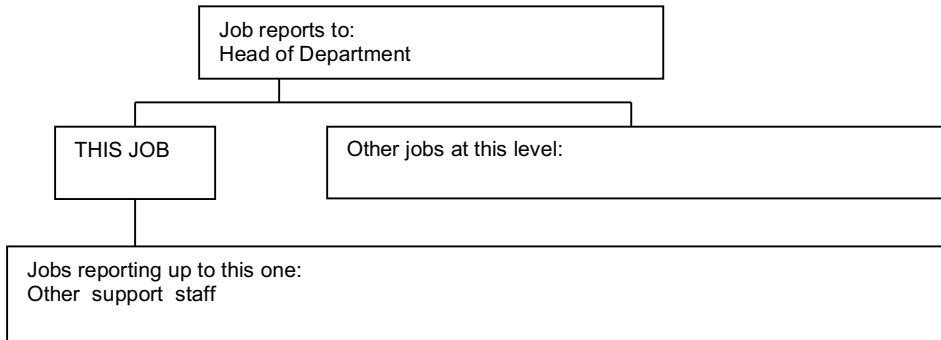 Job reports to:
Head of Department
THIS JOB
Other jobs at this level:
Jobs reporting up to this one:
Other support staff